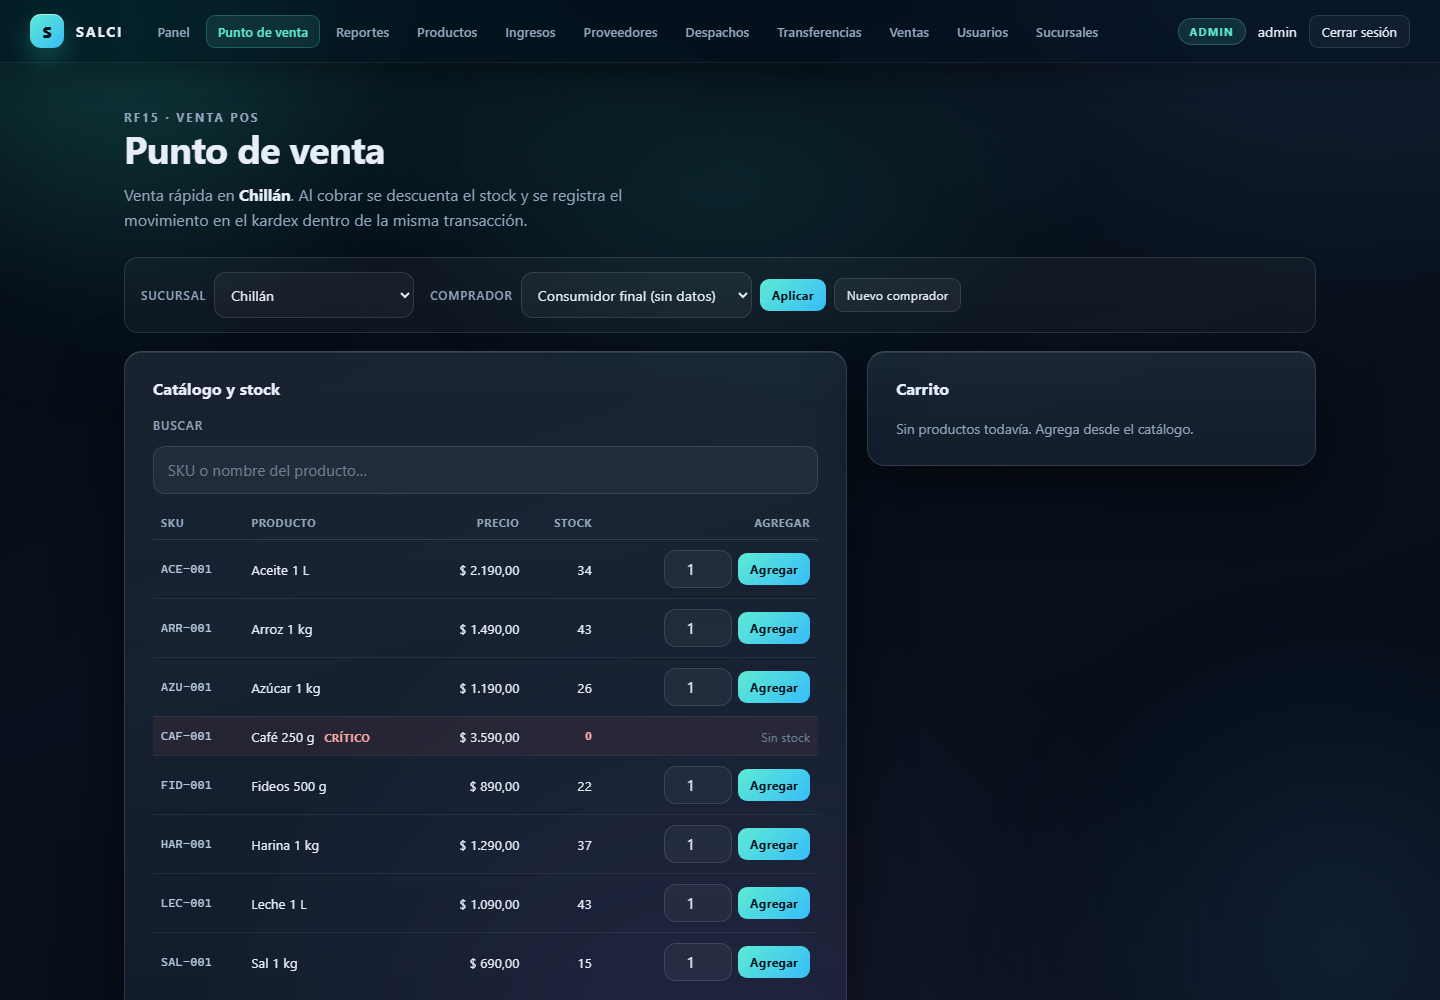 S SALCI Panel Punto de venta Reportes Productos Ingresos Proveedores Despachos Transferencias Ventas Usuarios Sucursales ADMIN admin Cerrar sesión
RF15 · VENTA POS
Punto de venta
Venta rápida en Chillán. Al cobrar se descuenta el stock y se registra el
movimiento en el kardex dentro de la misma transacción.
SUCURSAL Chillán COMPRADOR Consumidor final (sin datos) Aplicar Nuevo comprador
Catálogo y stock
BUSCAR
SKU o nombre del producto...
SKU PRODUCTO PRECIO STOCK AGREGAR
ACE-001 Aceite 1 L $ 2.190,00 34 1 Agregar
ARR-001 Arroz 1 kg $ 1.490,00 43 1 Agregar
AZU-001 Azúcar 1 kg $ 1.190,00 26 1 Agregar
CAF-001 Café 250 g CRÍTICO $ 3.590,00 0 Sin stock
FID-001 Fideos 500 g $ 890,00 22 1 Agregar
HAR-001 Harina 1 kg $ 1.290,00 37 1 Agregar
LEC-001 Leche 1 L $ 1.090,00 43 1 Agregar
SAL-001 Sal 1 kg $ 690,00 15 1 Agregar
Carrito
Sin productos todavía. Agrega desde el catálogo.